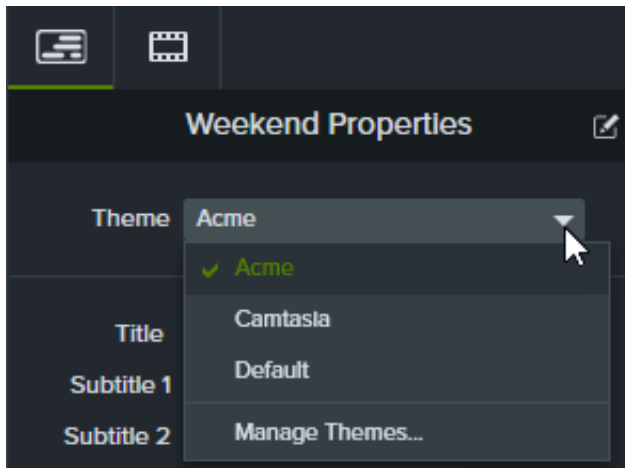 Weekend Properties
Theme Acme
Acme
Camtasia
Title
Default
Subtitle 1
Subtitle 2
Manage Themes...